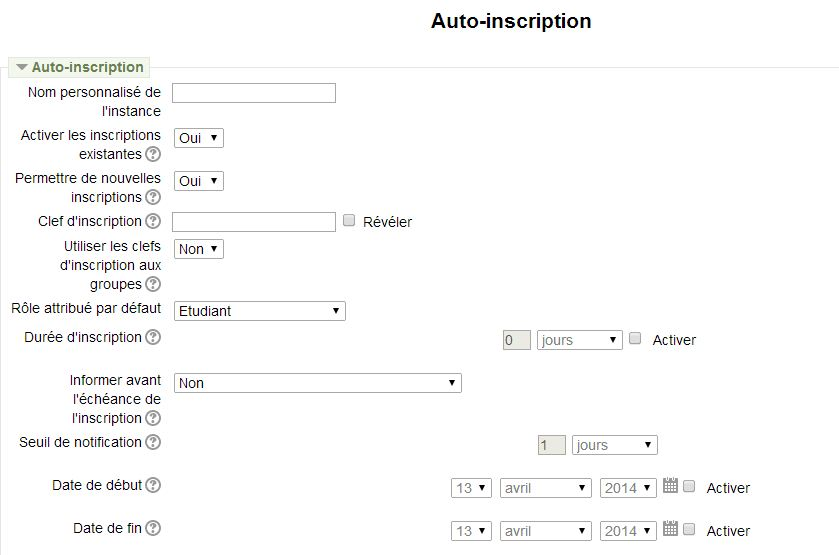 Auto-inscription
Auto-inscription
Nom personnalisé de
l'instance
Activer les inscriptions
existantes
Oui
Permettre de nouvelles
inscriptions
Oui
Clef d'inscription
Révéler
Utiliser les clefs
d'inscription aux
groupes
Non
Rôle attribué par défaut
Etudiant
Durée d'inscription
0 jours Activer
Informer avant
l'échéance de
l'inscription
Non
Seuil de notification
1 jours
Date de début
13 avril 2014 Activer
Date de fin
13 avril 2014 Activer